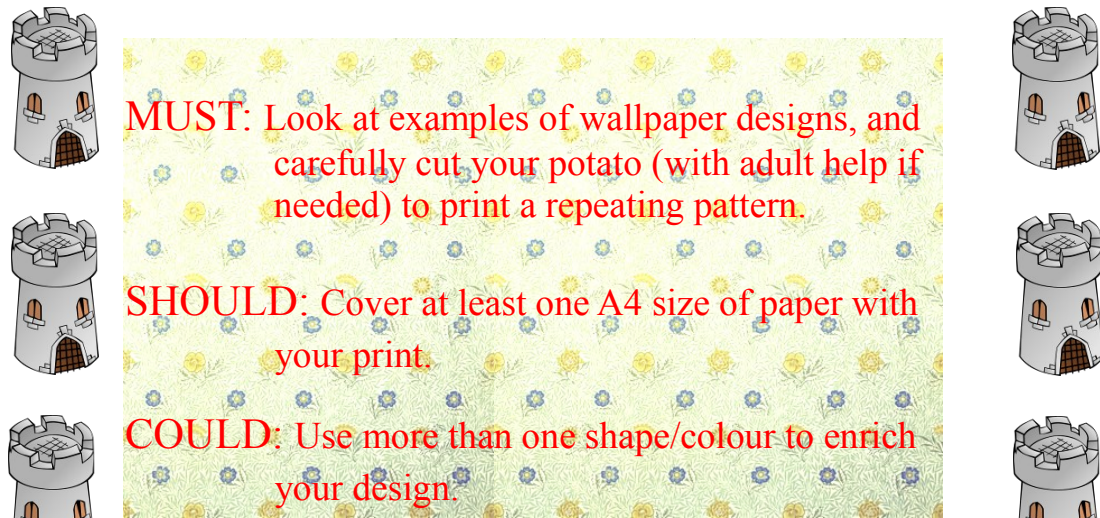 MUST: Look at examples of wallpaper designs, and
carefully cut your potato (with adult help if
needed) to print a repeating pattern.
SHOULD: Cover at least one A4 size of paper with
your print.
COULD: Use more than one shape/colour to enrich
your design.